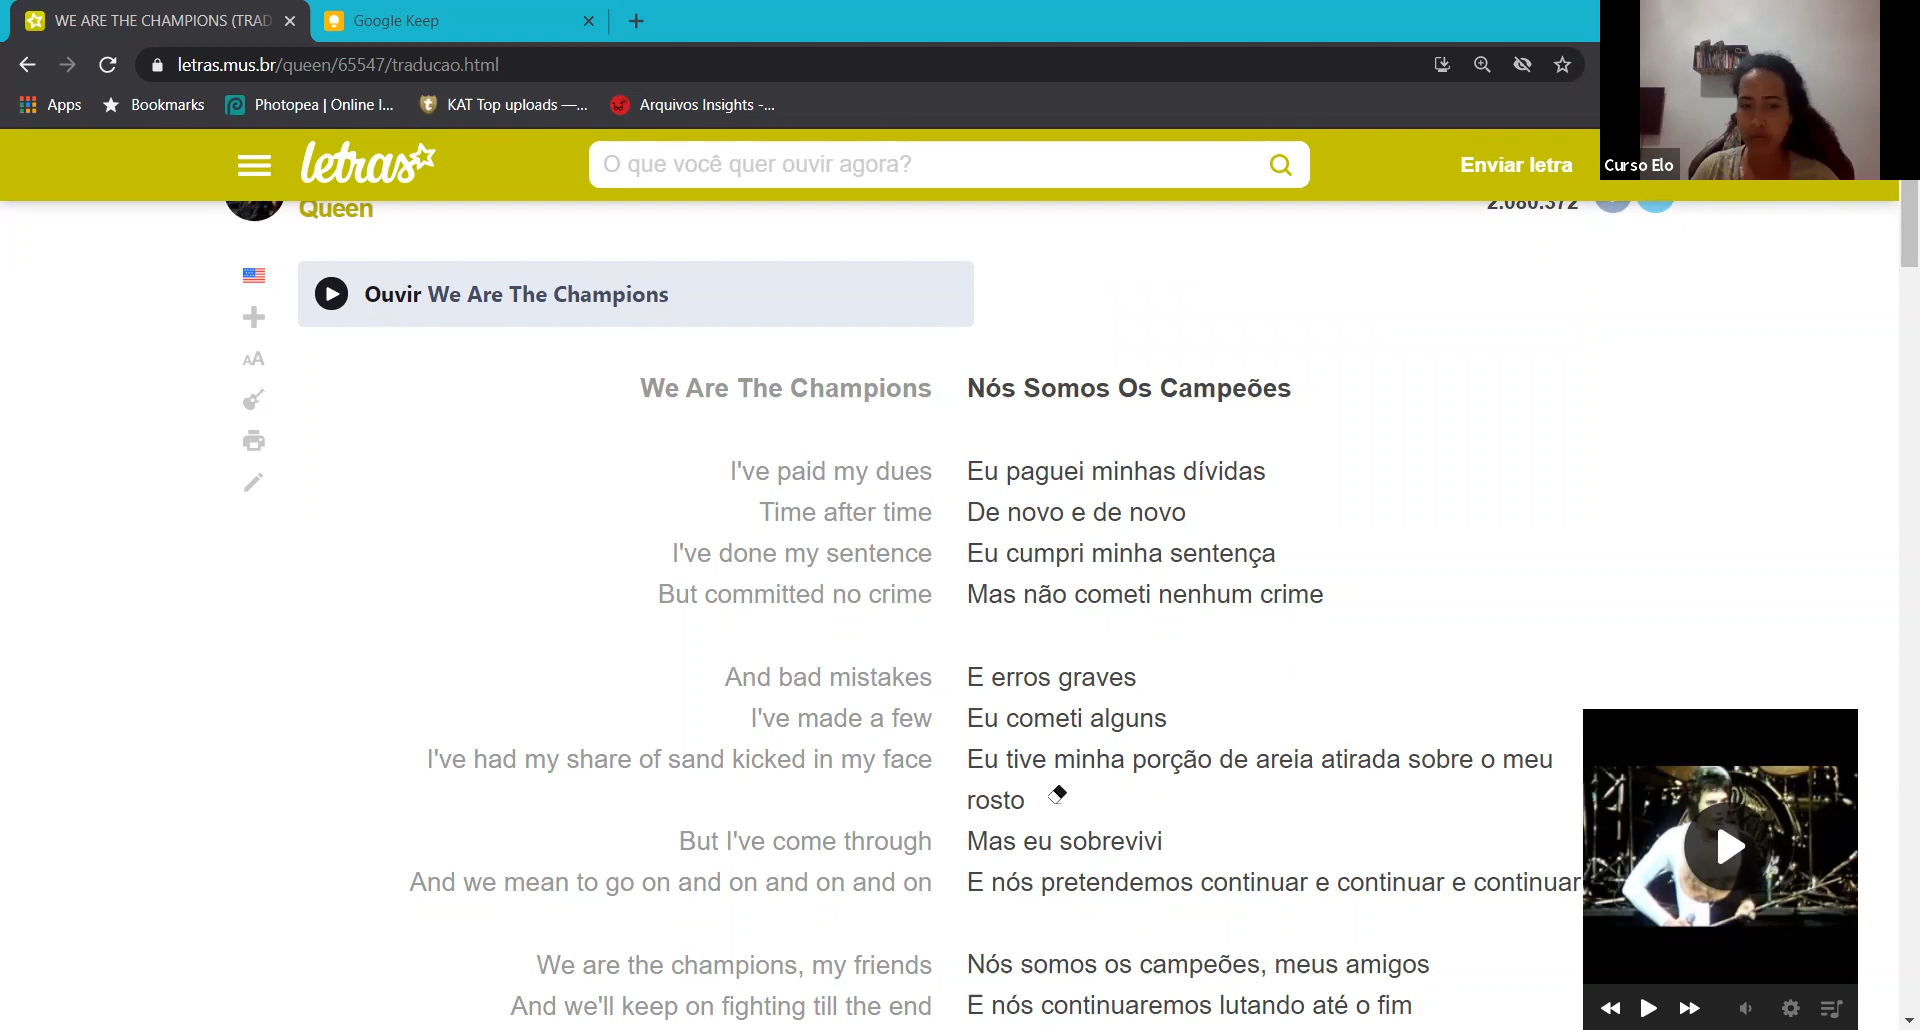 WE ARE THE CHAMPIONS (TRAD
Google Keep
letras.mus.br/queen/65547/traducao.html
Apps
Bookmarks
Photopea | Online I...
KAT Top uploads —...
Arquivos Insights -...
letras
O que você quer ouvir agora?
Enviar letra
Curso Elo
Queen
2.080.372
Ouvir We Are The Champions
AA
We Are The Champions
Nós Somos Os Campeões
I've paid my dues
Eu paguei minhas dívidas
Time after time
De novo e de novo
I've done my sentence
Eu cumpri minha sentença
But committed no crime
Mas não cometi nenhum crime
And bad mistakes
E erros graves
I've made a few
Eu cometi alguns
I've had my share of sand kicked in my face
Eu tive minha porção de areia atirada sobre o meu
rosto
But I've come through
Mas eu sobrevivi
And we mean to go on and on and on and on
E nós pretendemos continuar e continuar e continuar
We are the champions, my friends
Nós somos os campeões, meus amigos
And we'll keep on fighting till the end
E nós continuaremos lutando até o fim